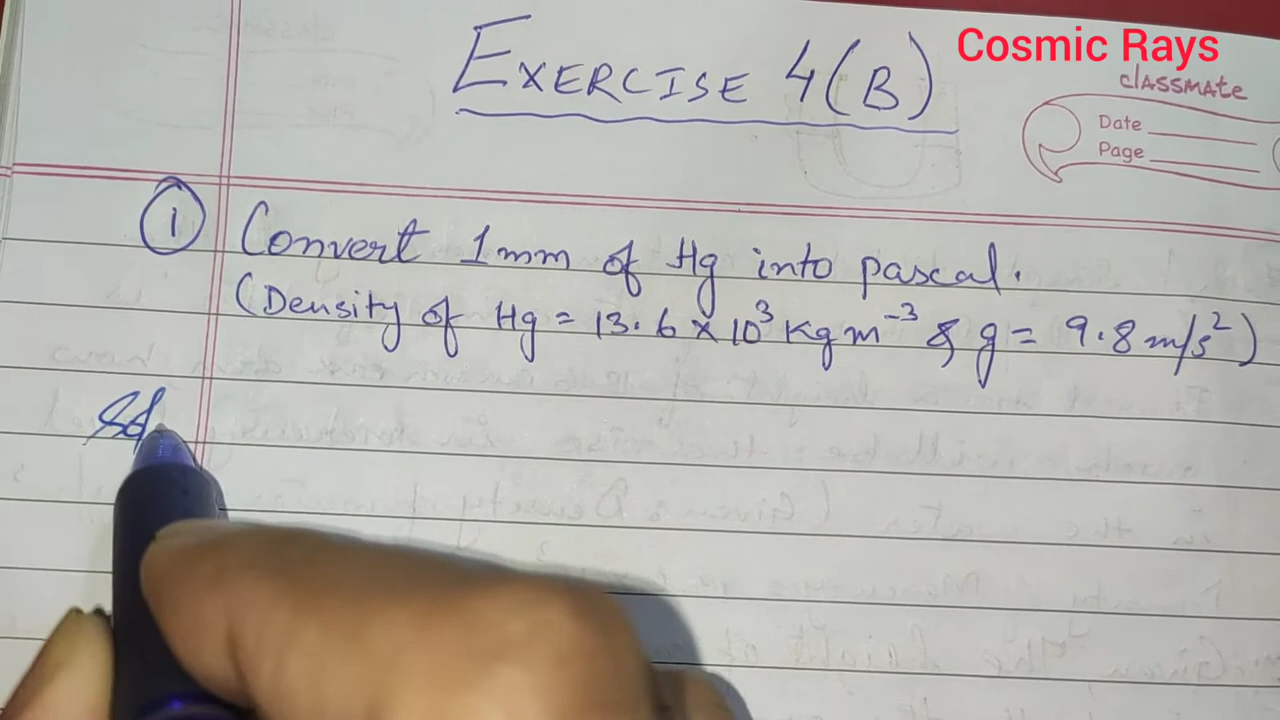 Cosmic Rays
EXERCISE 4(B)
classmate
Date
Page
1 Convert 1mm of Hg into pascal.
(Density of Hg = 13.6 × 10³ Kg m⁻³ & g = 9.8 m/s²)
Sol